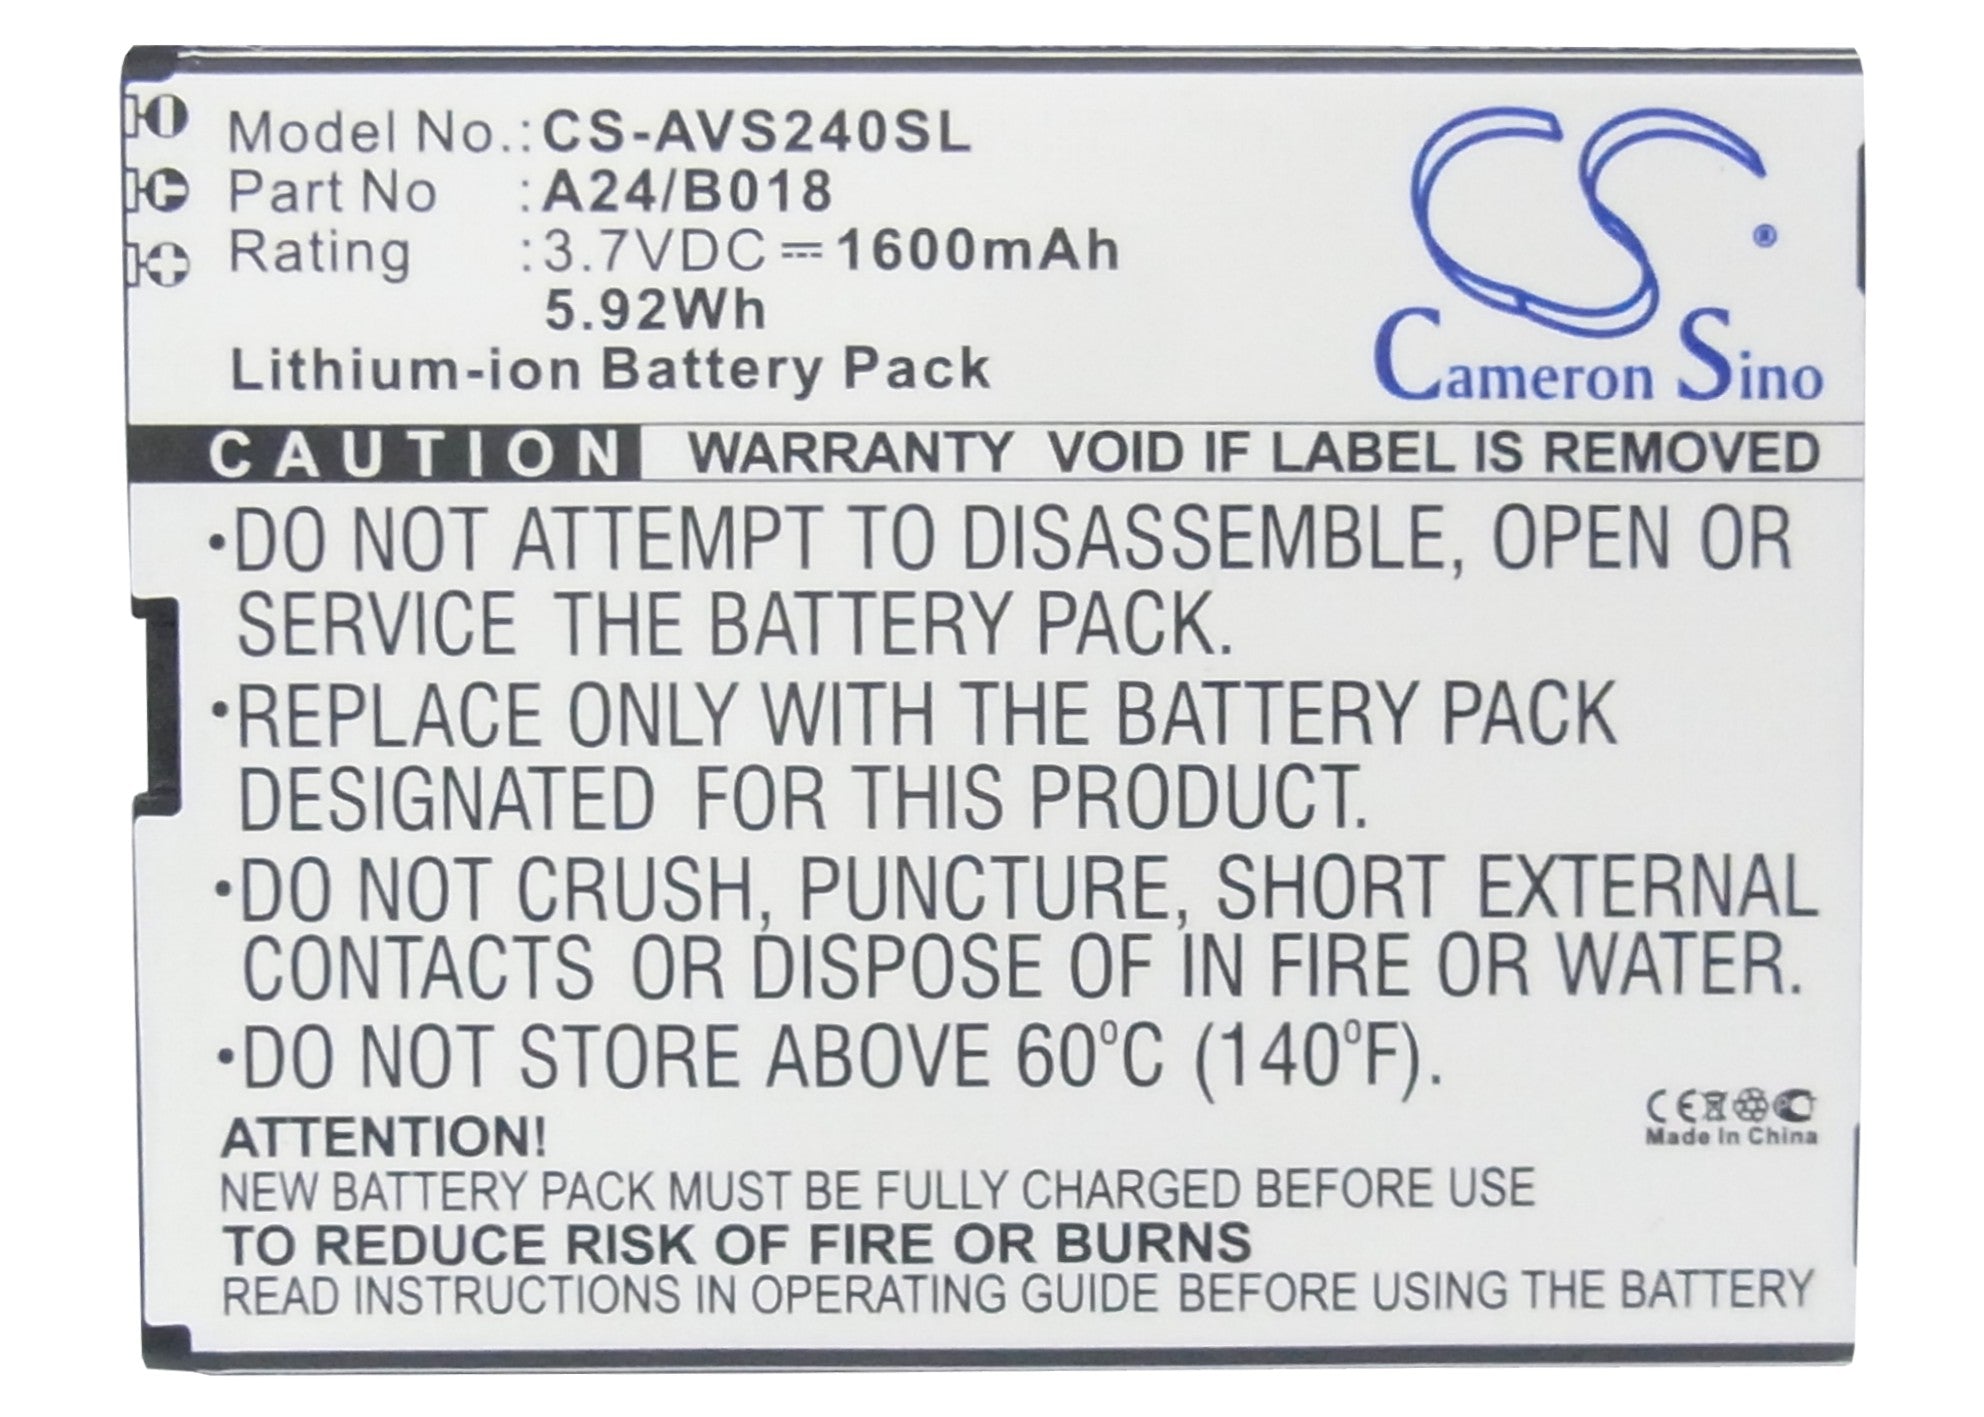 Model No.: CS-AVS240SL
Part No : A24/B018
Rating : 3.7VDC ⎓ 1600mAh
5.92Wh
Lithium-ion Battery Pack
CS ®
Cameron Sino
CAUTION WARRANTY VOID IF LABEL IS REMOVED
•DO NOT ATTEMPT TO DISASSEMBLE, OPEN OR
SERVICE THE BATTERY PACK.
•REPLACE ONLY WITH THE BATTERY PACK
DESIGNATED FOR THIS PRODUCT.
•DO NOT CRUSH, PUNCTURE, SHORT EXTERNAL
CONTACTS OR DISPOSE OF IN FIRE OR WATER.
•DO NOT STORE ABOVE 60°C (140°F).
CE
Made In China
ATTENTION!
NEW BATTERY PACK MUST BE FULLY CHARGED BEFORE USE
TO REDUCE RISK OF FIRE OR BURNS
READ INSTRUCTIONS IN OPERATING GUIDE BEFORE USING THE BATTERY